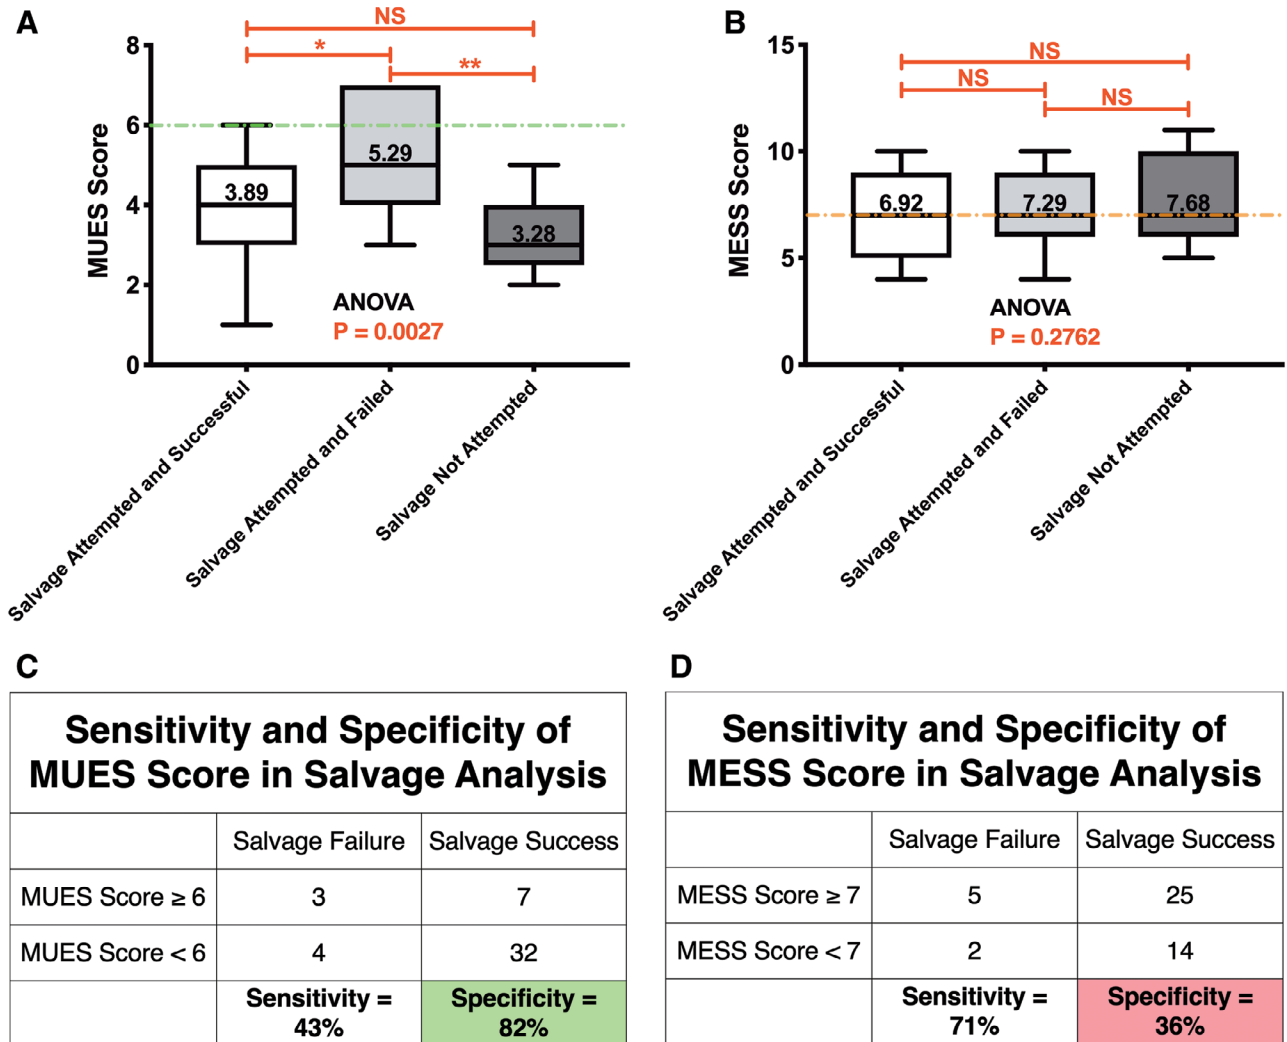 A
NS
*
**
MUES Score
8
6
4
2
0
3.89
5.29
3.28
ANOVA
P = 0.0027
Salvage Attempted and Successful
Salvage Attempted and Failed
Salvage Not Attempted
B
NS
NS
NS
MESS Score
15
10
5
0
6.92
7.29
7.68
ANOVA
P = 0.2762
Salvage Attempted and Successful
Salvage Attempted and Failed
Salvage Not Attempted
C
Sensitivity and Specificity of
MUES Score in Salvage Analysis
Salvage Failure Salvage Success
MUES Score ≥ 6 3 7
MUES Score < 6 4 32
Sensitivity = Specificity =
43% 82%
D
Sensitivity and Specificity of
MESS Score in Salvage Analysis
Salvage Failure Salvage Success
MESS Score ≥ 7 5 25
MESS Score < 7 2 14
Sensitivity = Specificity =
71% 36%